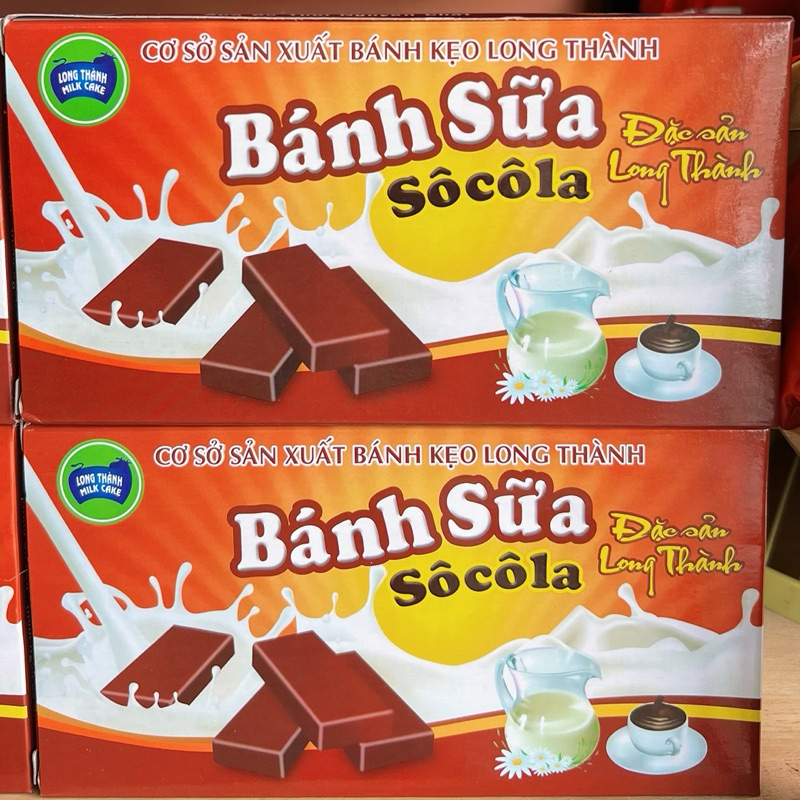 CƠ SỞ SẢN XUẤT BÁNH KẸO LONG THÀNH
LONG THÀNH
MILK CAKE
Bánh Sữa
Sôcôla
Đặc sản
Long Thành
CƠ SỞ SẢN XUẤT BÁNH KẸO LONG THÀNH
LONG THÀNH
MILK CAKE
Bánh Sữa
Sôcôla
Đặc sản
Long Thành